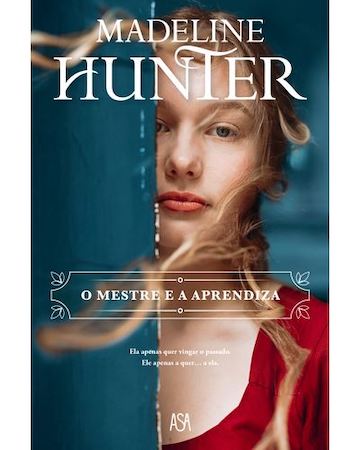 MADELINE
HUNTER
O MESTRE E A APRENDIZA
Ela apenas quer vingar o passado.
Ele apenas a quer... a ela.
ASA